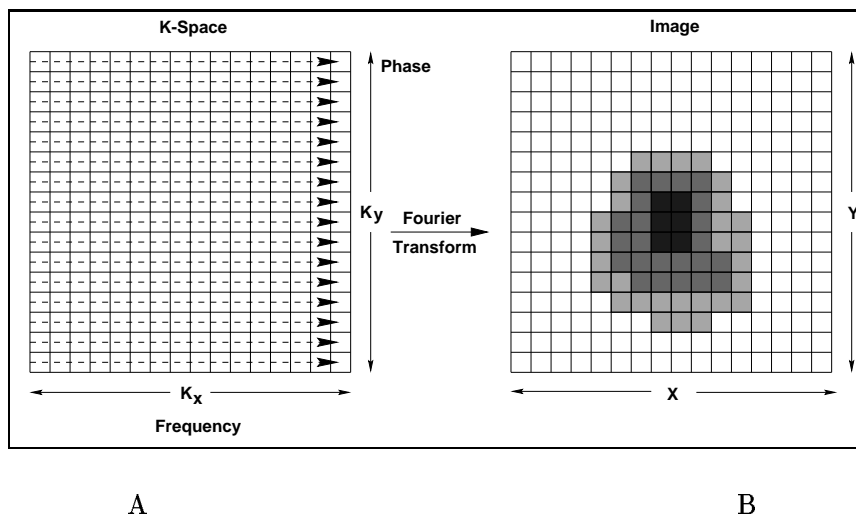 K-Space
Image
Phase
Ky
Fourier
Transform
Y
Kx
X
Frequency
A
B